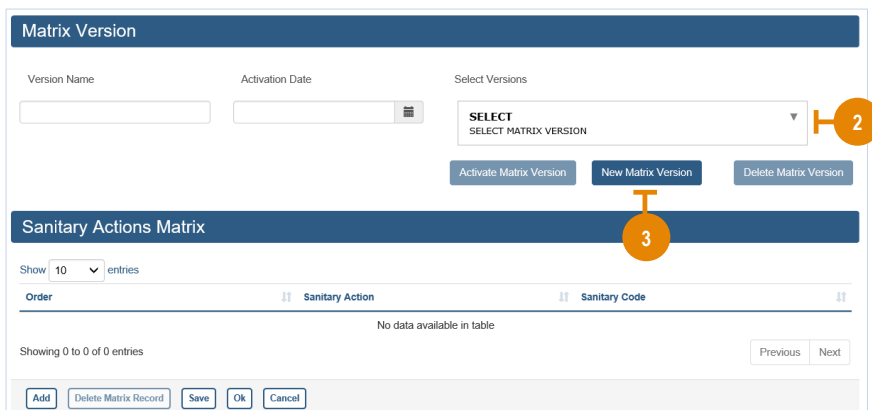 Matrix Version
Version Name Activation Date Select Versions
SELECT
SELECT MATRIX VERSION
2
Activate Matrix Version New Matrix Version Delete Matrix Version
3
Sanitary Actions Matrix
Show 10 entries
Order Sanitary Action Sanitary Code
No data available in table
Showing 0 to 0 of 0 entries Previous Next
Add Delete Matrix Record Save Ok Cancel